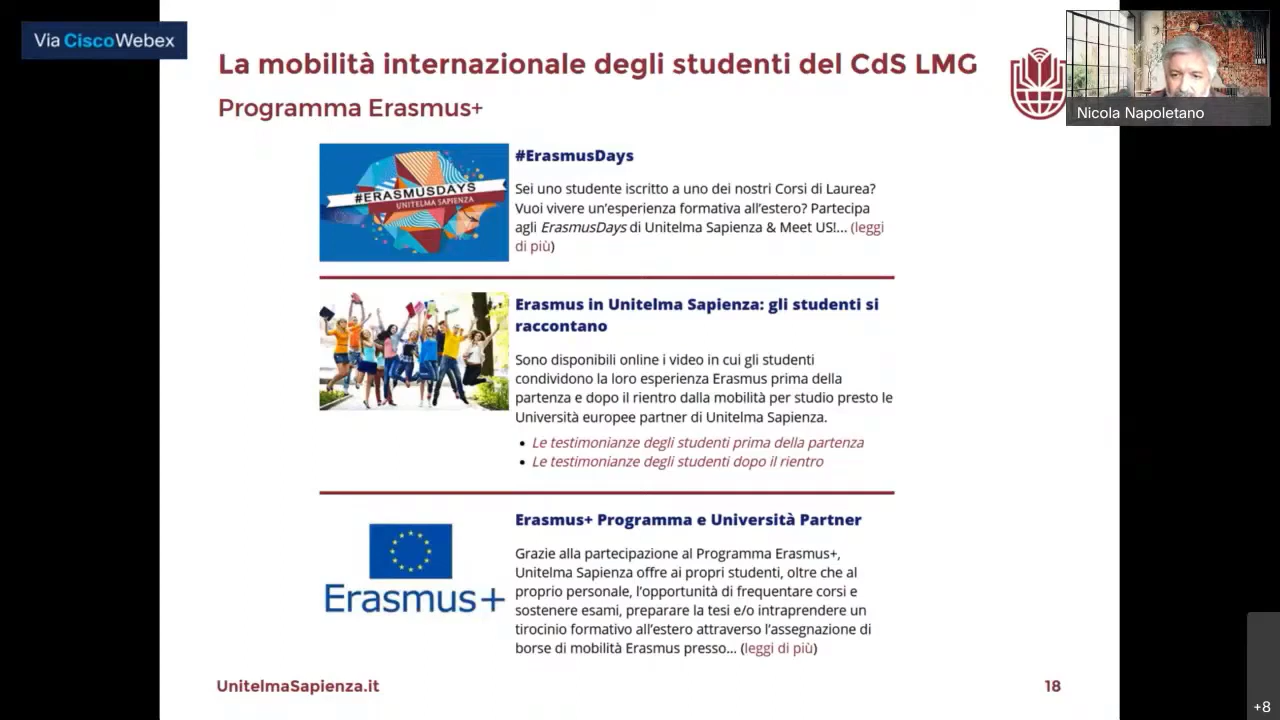 Via CiscoWebex
La mobilità internazionale degli studenti del CdS LMG
Programma Erasmus+
Nicola Napoletano
#ERASMUSDAYS
UNITELMA SAPIENZA
#ErasmusDays
Sei uno studente iscritto a uno dei nostri Corsi di Laurea?
Vuoi vivere un'esperienza formativa all'estero? Partecipa
agli ErasmusDays di Unitelma Sapienza & Meet US!... (leggi
di più)
Erasmus in Unitelma Sapienza: gli studenti si
raccontano
Sono disponibili online i video in cui gli studenti
condividono la loro esperienza Erasmus prima della
partenza e dopo il rientro dalla mobilità per studio presto le
Università europee partner di Unitelma Sapienza.
• Le testimonianze degli studenti prima della partenza
• Le testimonianze degli studenti dopo il rientro
Erasmus+
Erasmus+ Programma e Università Partner
Grazie alla partecipazione al Programma Erasmus+,
Unitelma Sapienza offre ai propri studenti, oltre che al
proprio personale, l'opportunità di frequentare corsi e
sostenere esami, preparare la tesi e/o intraprendere un
tirocinio formativo all'estero attraverso l'assegnazione di
borse di mobilità Erasmus presso... (leggi di più)
UnitelmaSapienza.it
18
+8